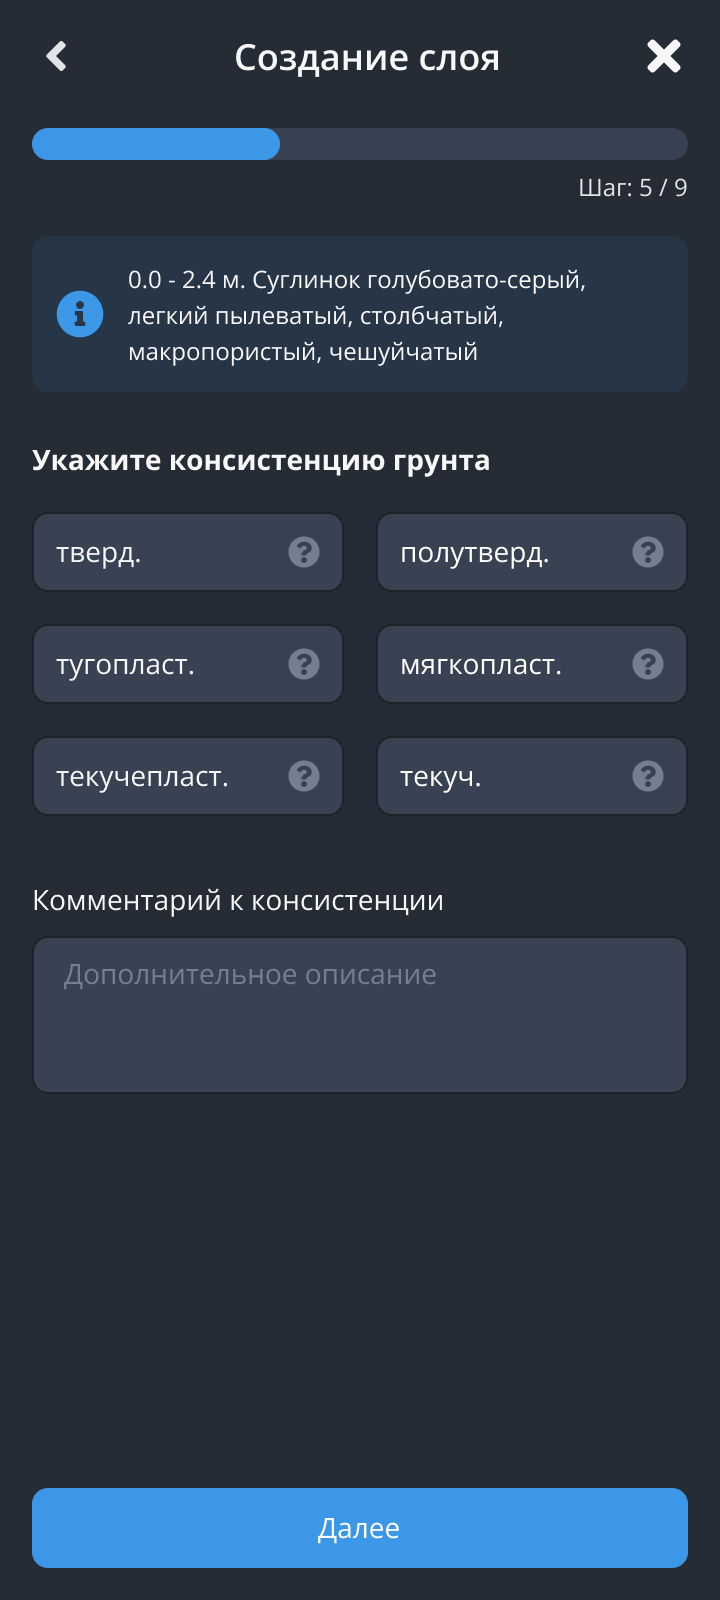 Создание слоя
Шаг: 5 / 9
0.0 - 2.4 м. Суглинок голубовато-серый,
легкий пылеватый, столбчатый,
макропористый, чешуйчатый
Укажите консистенцию грунта
тверд.
полутверд.
тугопласт.
мягкопласт.
текучепласт.
текуч.
Комментарий к консистенции
Дополнительное описание
Далее